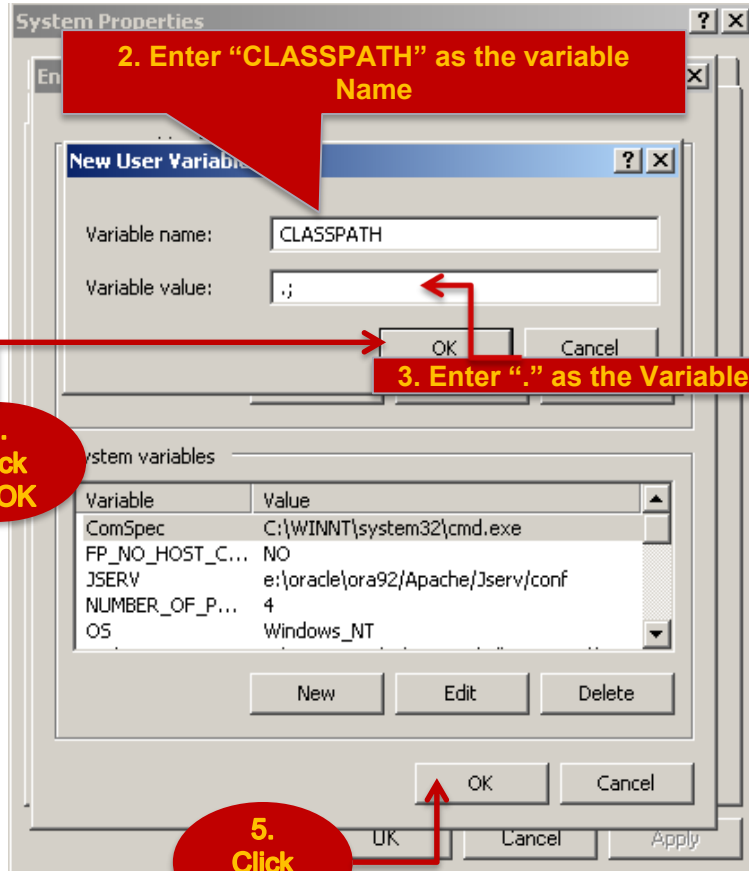 System Properties
2. Enter “CLASSPATH” as the variable
Name
En
New User Variable
Variable name: CLASSPATH
Variable value: .;
OK Cancel
3. Enter “.” as the Variable
.
ck
OK
ystem variables
Variable Value
ComSpec C:\WINNT\system32\cmd.exe
FP_NO_HOST_C... NO
JSERV e:\oracle\ora92/Apache/Jserv/conf
NUMBER_OF_P... 4
OS Windows_NT
New Edit Delete
OK Cancel
5.
Click
OK Cancel Apply